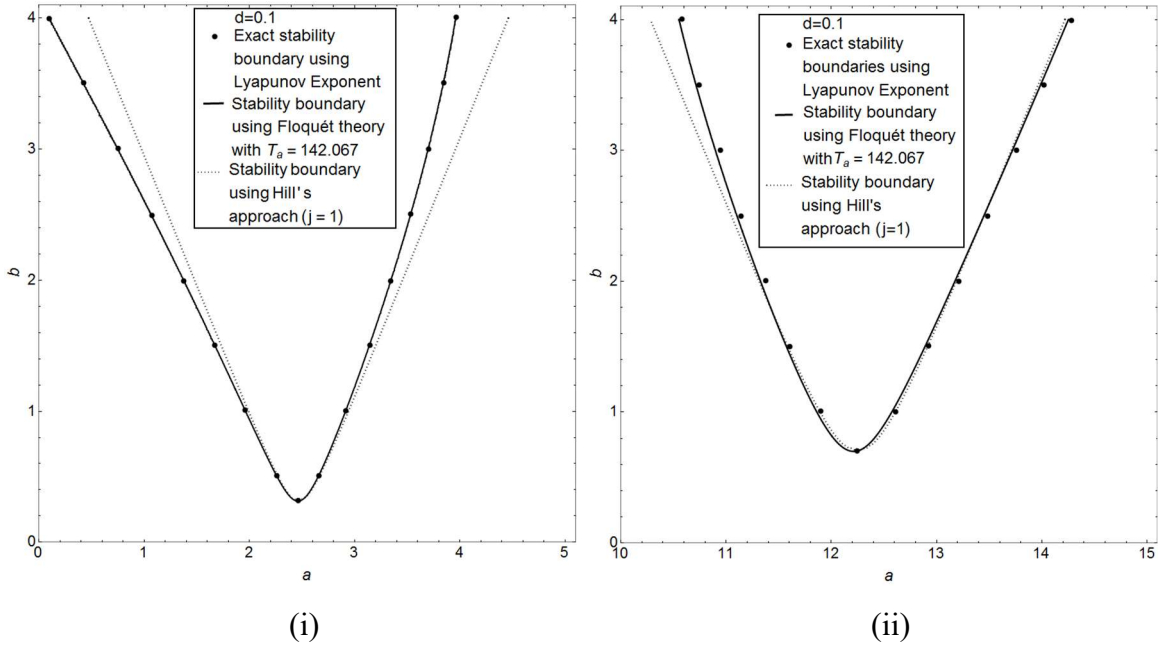 d=0.1
Exact stability
boundary using
Lyapunov Exponent
Stability boundary
using Floquét theory
with Tₐ = 142.067
Stability boundary
using Hill's
approach (j = 1)
4
3
2
1
0
b
0 1 2 3 4 5
a
(i)
d=0.1
Exact stability
boundaries using
Lyapunov Exponent
Stability boundary
using Floquét theory
withTₐ = 142.067
Stability boundary
using Hill's
approach (j=1)
4
3
2
1
0
b
10 11 12 13 14 15
a
(ii)